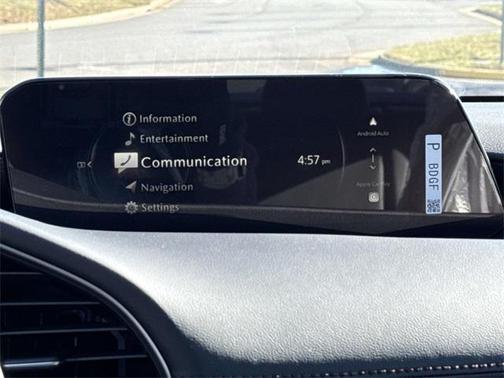 Information
Entertainment
Communication
Navigation
Settings
4:57 pm
Android Auto
Apple CarPlay
P BDGF